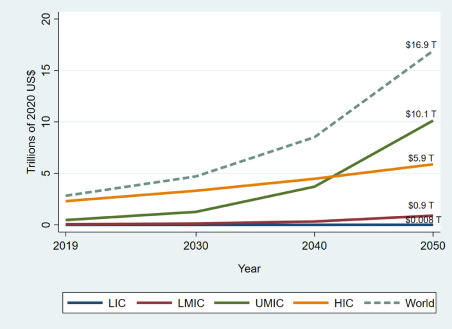 Trillions of 2020 US$
20
15
10
5
0
$16.9 T
$10.1 T
$5.9 T
$0.9 T
$0.008 T
2019 2030 2040 2050
Year
LIC LMIC UMIC HIC World